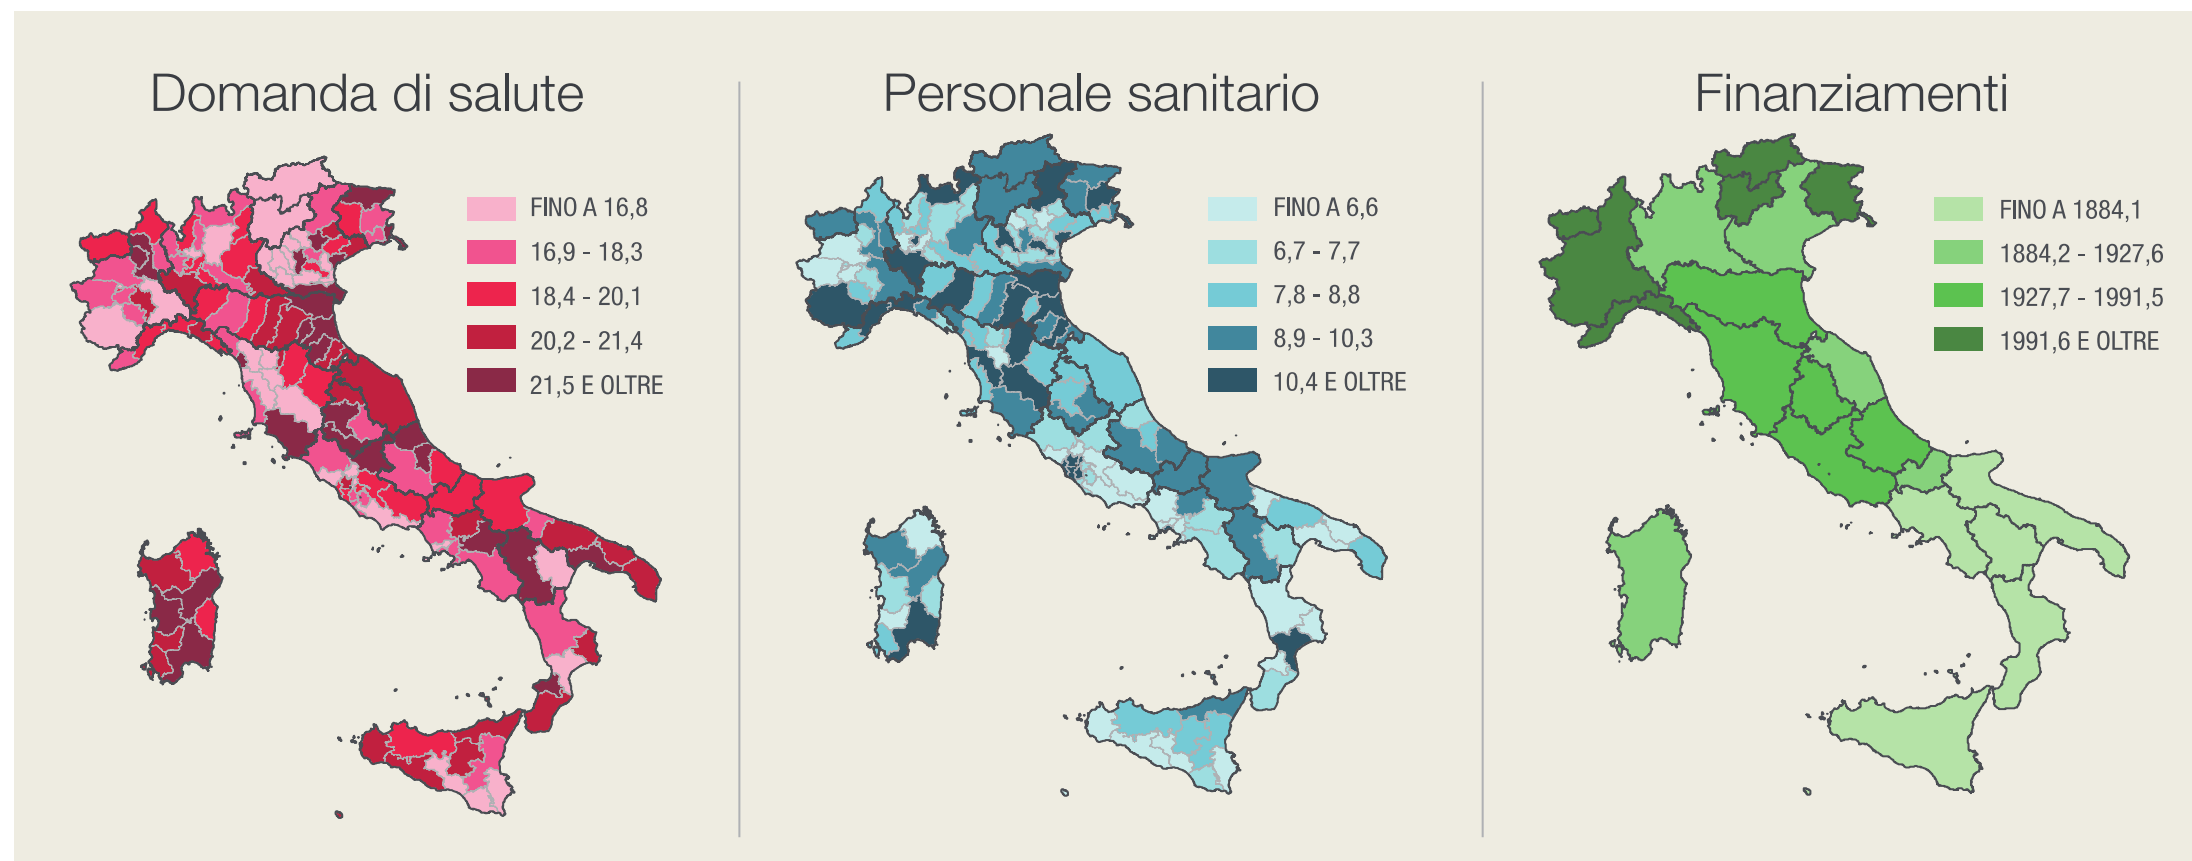 Domanda di salute
FINO A 16,8
16,9 - 18,3
18,4 - 20,1
20,2 - 21,4
21,5 E OLTRE
Personale sanitario
FINO A 6,6
6,7 - 7,7
7,8 - 8,8
8,9 - 10,3
10,4 E OLTRE
Finanziamenti
FINO A 1884,1
1884,2 - 1927,6
1927,7 - 1991,5
1991,6 E OLTRE